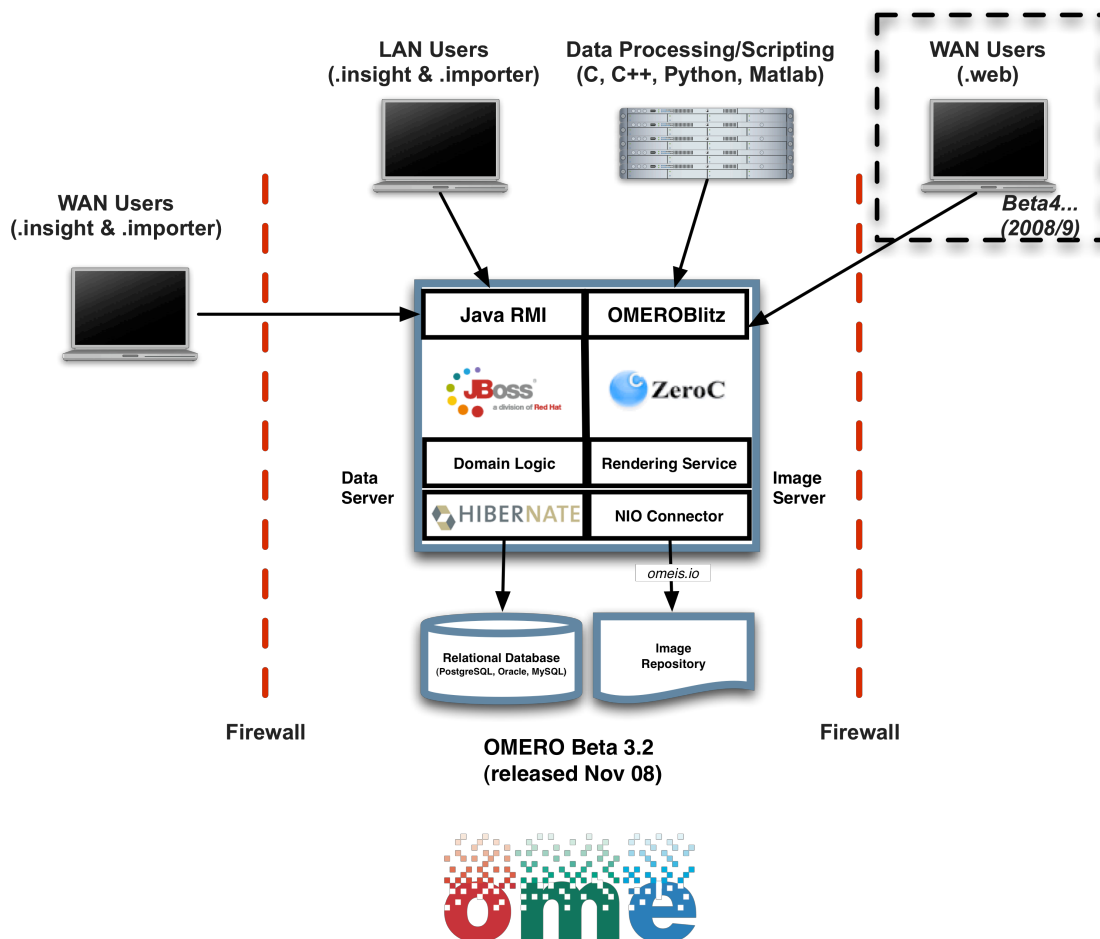 LAN Users
(.insight & .importer)
Data Processing/Scripting
(C, C++, Python, Matlab)
WAN Users
(.web)
Beta4...
(2008/9)
WAN Users
(.insight & .importer)
Java RMI
OMEROBlitz
JBoss®
a division of Red Hat
C
ZeroC
Domain Logic
Rendering Service
Data
Server
Image
Server
HIBERNATE
NIO Connector
omeis.io
Relational Database
(PostgreSQL, Oracle, MySQL)
Image
Repository
Firewall
Firewall
OMERO Beta 3.2
(released Nov 08)
ome